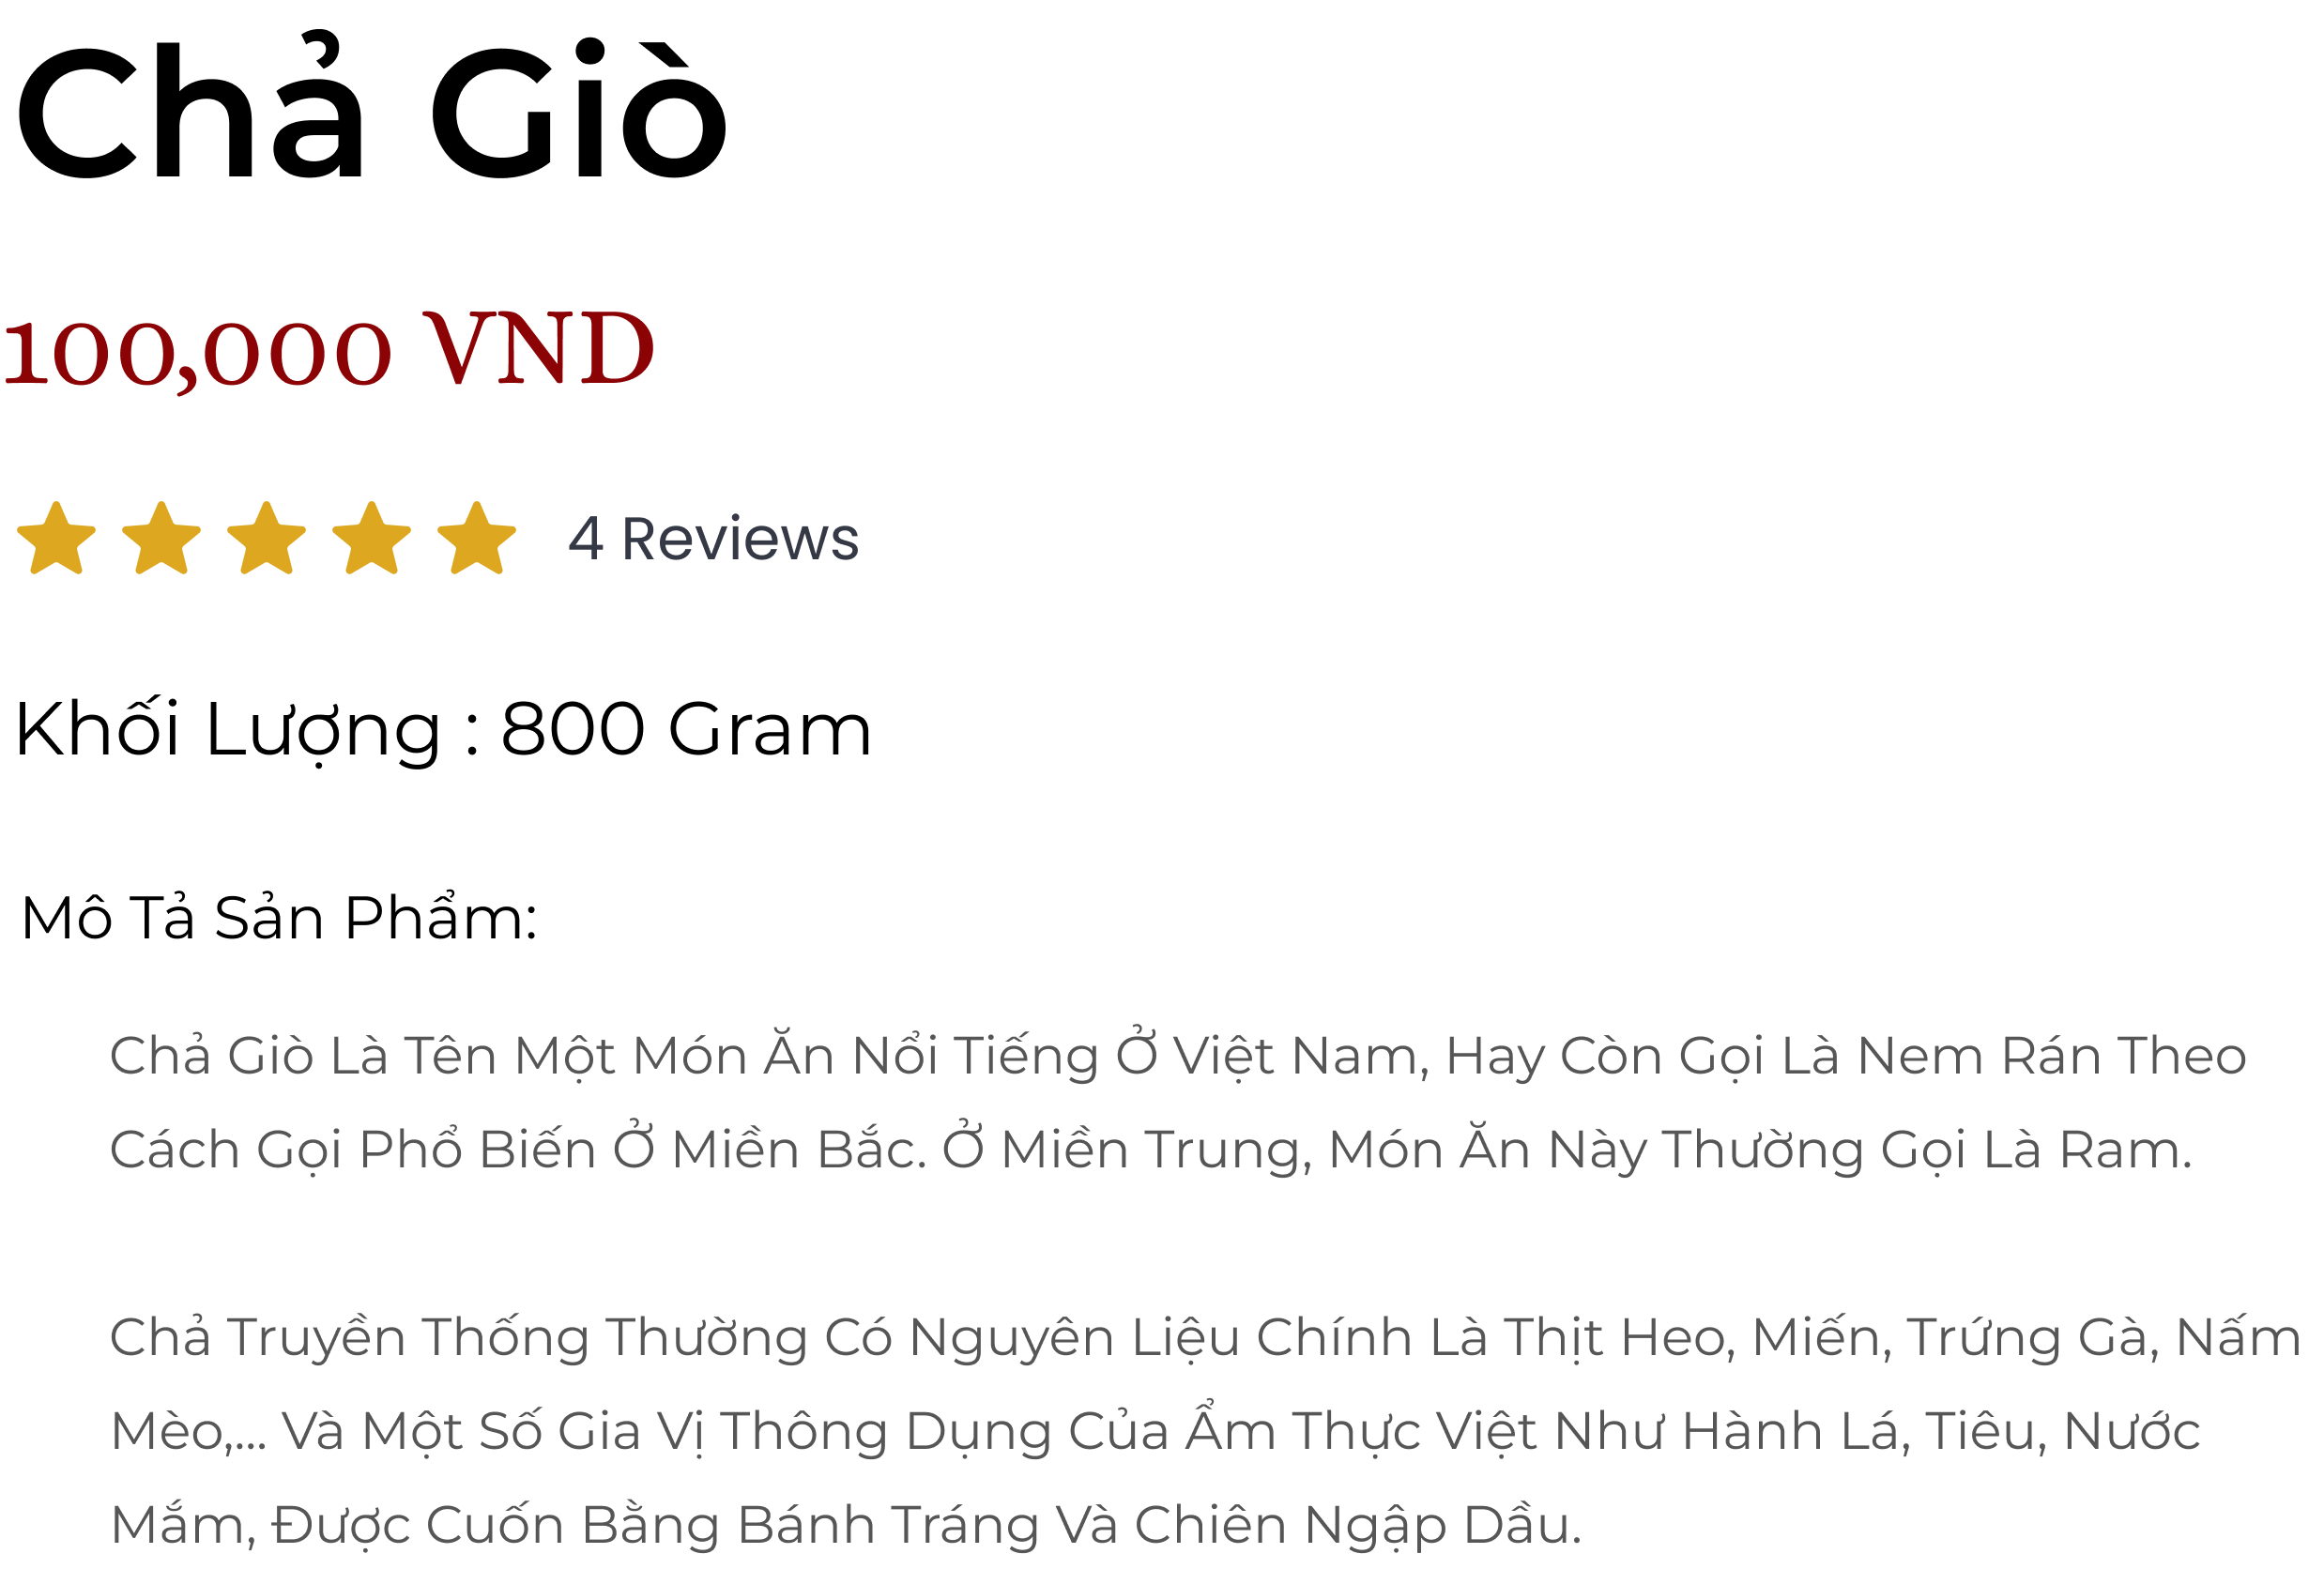 Chả Giò
100,000 VND
4 Reviews
Khối Lượng : 800 Gram
Mô Tả Sản Phẩm:
Chả Giò Là Tên Một Món Ăn Nổi Tiếng Ở Việt Nam, Hay Còn Gọi Là Nem Rán Theo
Cách Gọi Phổ Biến Ở Miền Bắc. Ở Miền Trung, Món Ăn Này Thường Gọi Là Ram.
Chả Truyền Thống Thường Có Nguyên Liệu Chính Là Thịt Heo, Miến, Trứng Gà, Nấm
Mèo,... Và Một Số Gia Vị Thông Dụng Của Ẩm Thực Việt Như Hành Lá, Tiêu, Nước
Mắm, Được Cuốn Bằng Bánh Tráng Và Chiên Ngập Dầu.